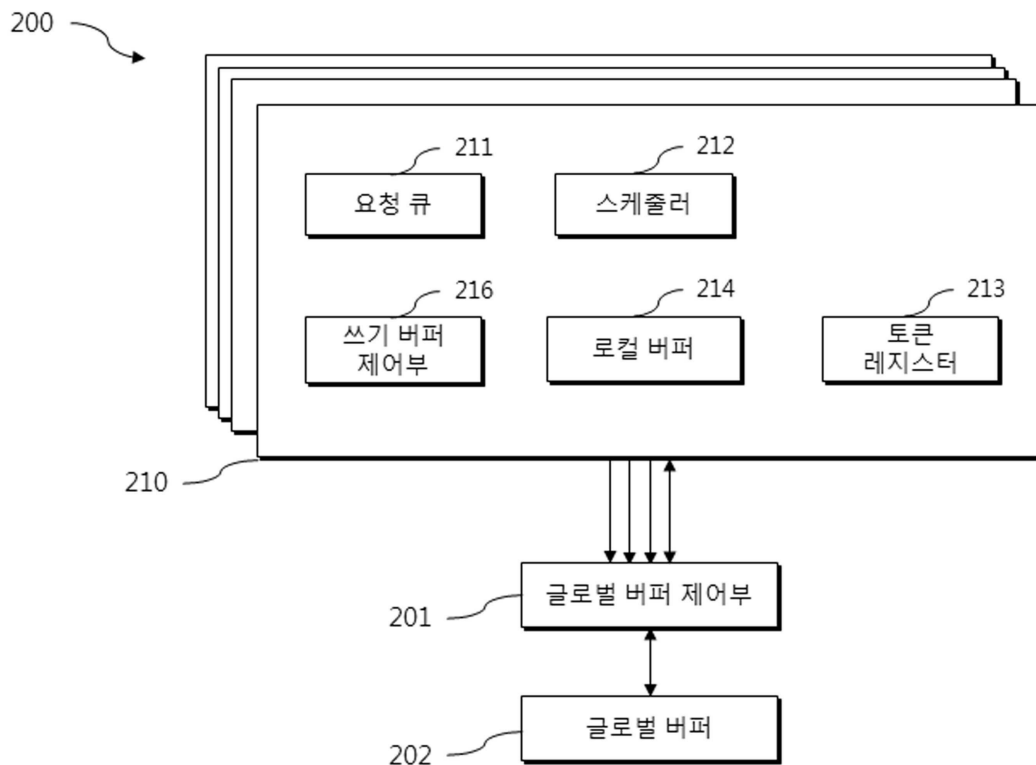 200
211
212
요청 큐
스케줄러
216
214
213
쓰기 버퍼
제어부
로컬 버퍼
토큰
레지스터
210
글로벌 버퍼 제어부
201
글로벌 버퍼
202